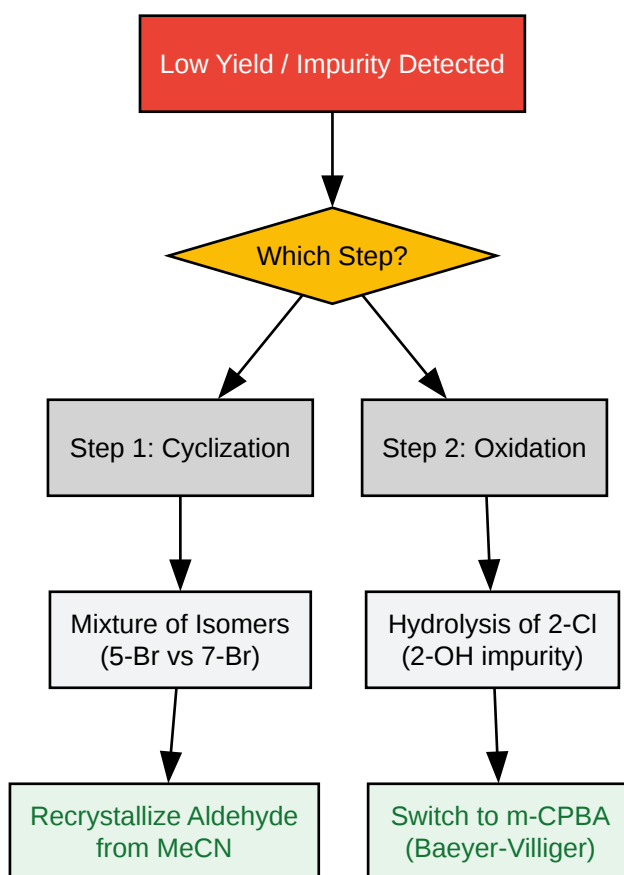 Low Yield / Impurity Detected
Which Step?
Step 1: Cyclization
Step 2: Oxidation
Mixture of Isomers
(5-Br vs 7-Br)
Hydrolysis of 2-Cl
(2-OH impurity)
Recrystallize Aldehyde
from MeCN
Switch to m-CPBA
(Baeyer-Villiger)